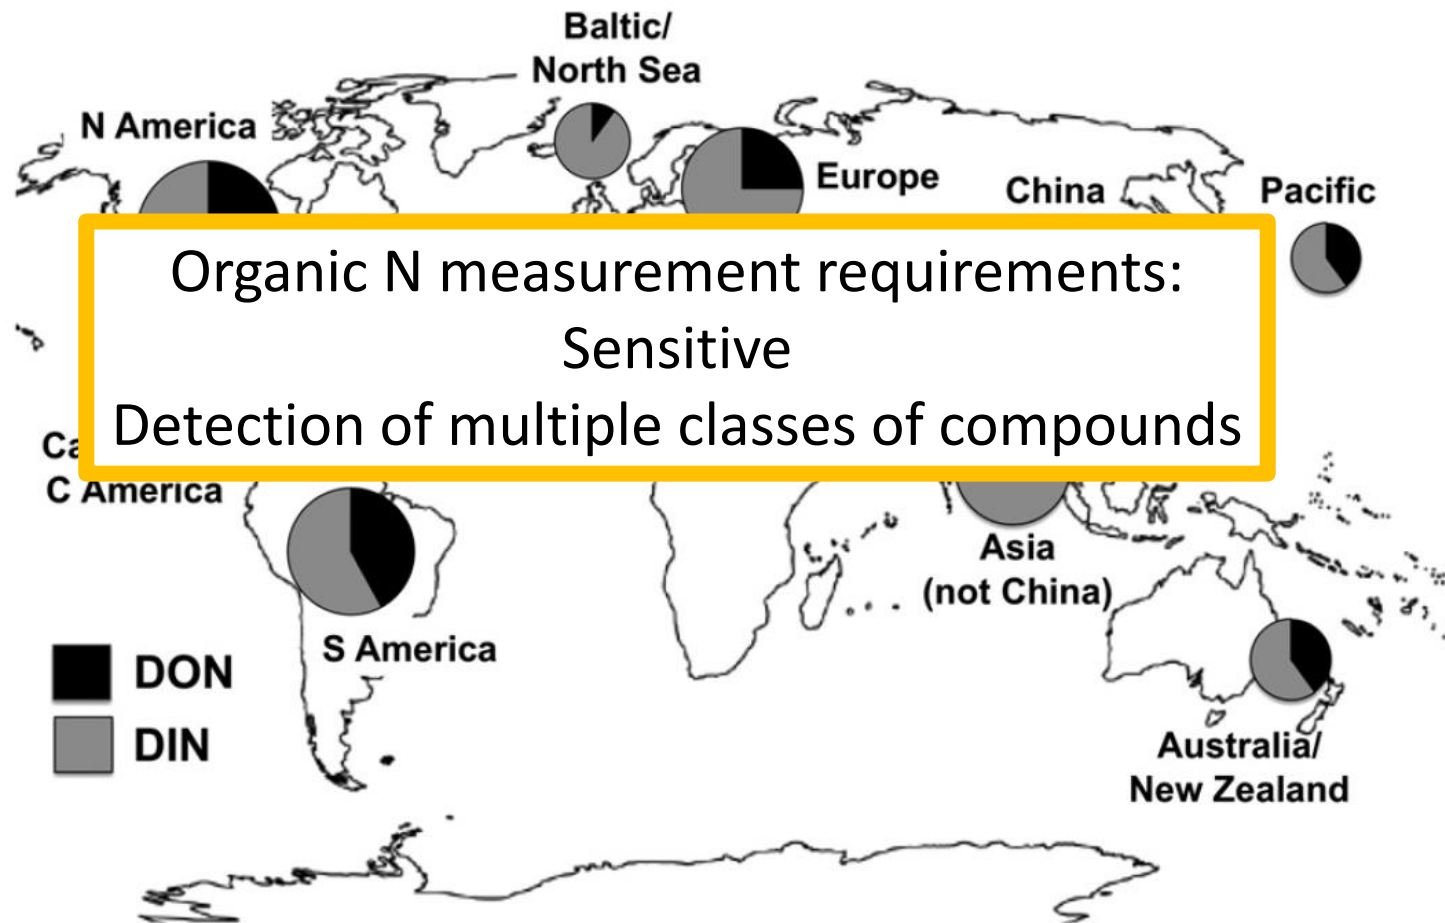 Baltic/
North Sea
N America
Europe
China
Pacific
Organic N measurement requirements:
Sensitive
Detection of multiple classes of compounds
C America
Asia
(not China)
S America
DON
DIN
Australia/
New Zealand